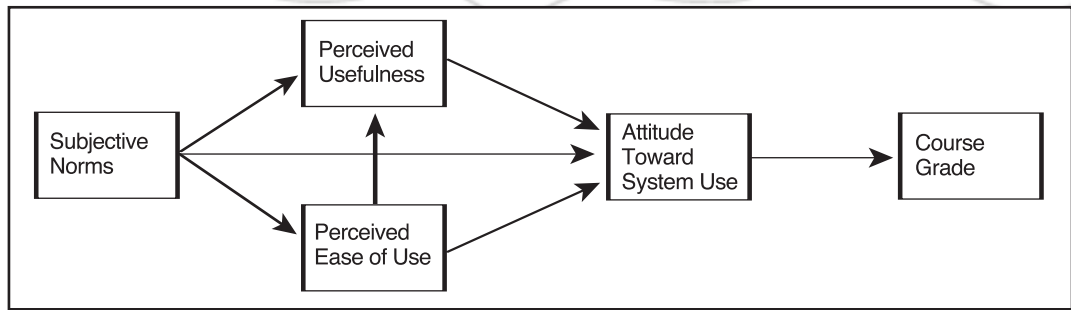 Perceived
Usefulness
Subjective
Norms
Attitude
Toward
System Use
Course
Grade
Perceived
Ease of Use